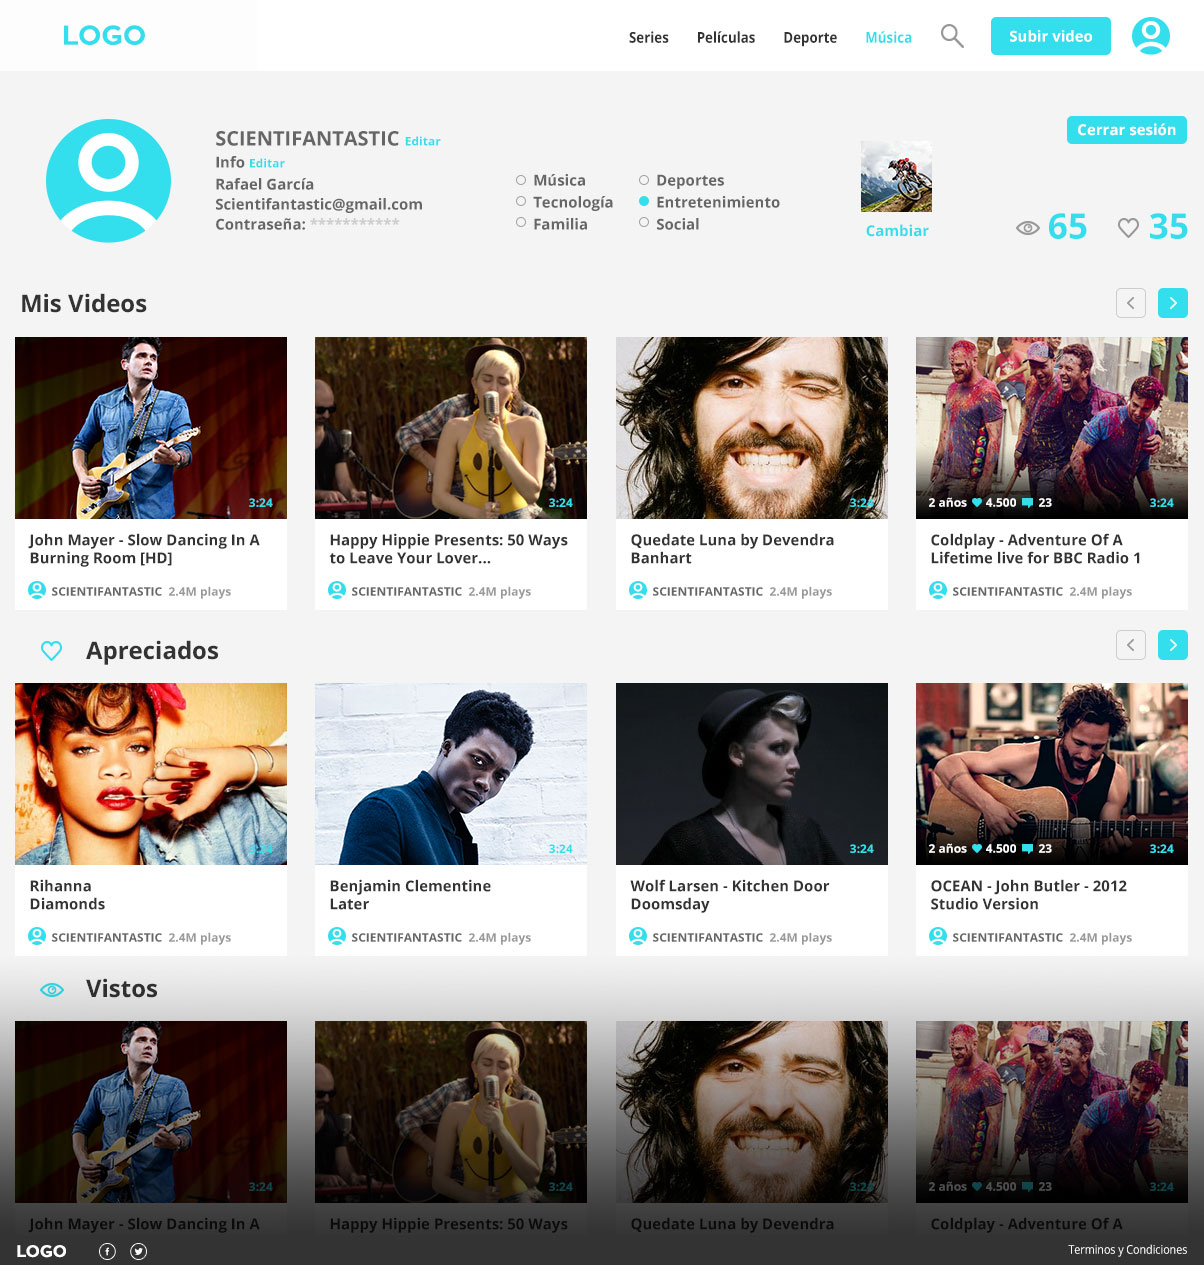 LOGO
Series Películas Deporte Música Subir video
Cerrar sesión
SCIENTIFANTASTIC Editar
Info Editar
Rafael García
Scientifantastic@gmail.com
Contraseña: ***********
Música Deportes
Tecnología Entretenimiento
Familia Social
Cambiar
65 35
Mis Videos
3:24
John Mayer - Slow Dancing In A
Burning Room [HD]
SCIENTIFANTASTIC 2.4M plays
3:24
Happy Hippie Presents: 50 Ways
to Leave Your Lover...
SCIENTIFANTASTIC 2.4M plays
3:24
Quedate Luna by Devendra
Banhart
SCIENTIFANTASTIC 2.4M plays
2 años 4.500 23 3:24
Coldplay - Adventure Of A
Lifetime live for BBC Radio 1
SCIENTIFANTASTIC 2.4M plays
Apreciados
3:24
Rihanna
Diamonds
SCIENTIFANTASTIC 2.4M plays
3:24
Benjamin Clementine
Later
SCIENTIFANTASTIC 2.4M plays
3:24
Wolf Larsen - Kitchen Door
Doomsday
SCIENTIFANTASTIC 2.4M plays
2 años 4.500 23 3:24
OCEAN - John Butler - 2012
Studio Version
SCIENTIFANTASTIC 2.4M plays
Vistos
3:24
John Mayer - Slow Dancing In A
3:24
Happy Hippie Presents: 50 Ways
3:24
Quedate Luna by Devendra
2 años 4.500 23 3:24
Coldplay - Adventure Of A
LOGO
Terminos y Condiciones